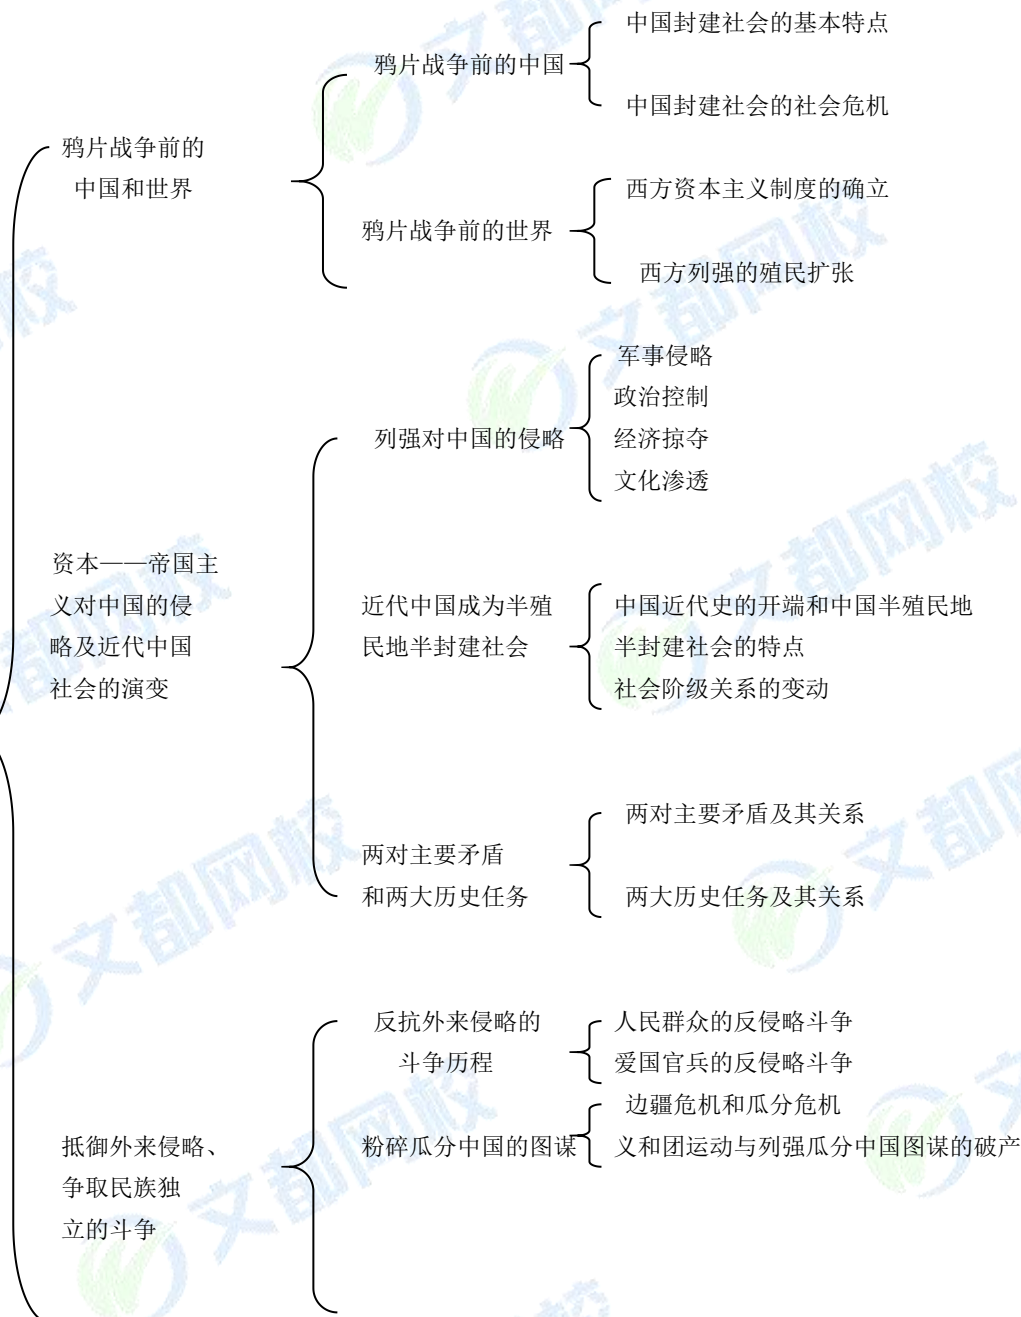 中国封建社会的基本特点
鸦片战争前的中国
中国封建社会的社会危机
鸦片战争前的
中国和世界
西方资本主义制度的确立
鸦片战争前的世界
西方列强的殖民扩张
军事侵略
政治控制
列强对中国的侵略
经济掠夺
文化渗透
资本——帝国主
义对中国的侵
略及近代中国
社会的演变
近代中国成为半殖
民地半封建社会
中国近代史的开端和中国半殖民地
半封建社会的特点
社会阶级关系的变动
两对主要矛盾及其关系
两对主要矛盾
和两大历史任务
两大历史任务及其关系
反抗外来侵略的
斗争历程
人民群众的反侵略斗争
爱国官兵的反侵略斗争
边疆危机和瓜分危机
粉碎瓜分中国的图谋
义和团运动与列强瓜分中国图谋的破产
抵御外来侵略、
争取民族独
立的斗争
文都网校
文都网校
文都网校
文都网校
文都网校
文都网校